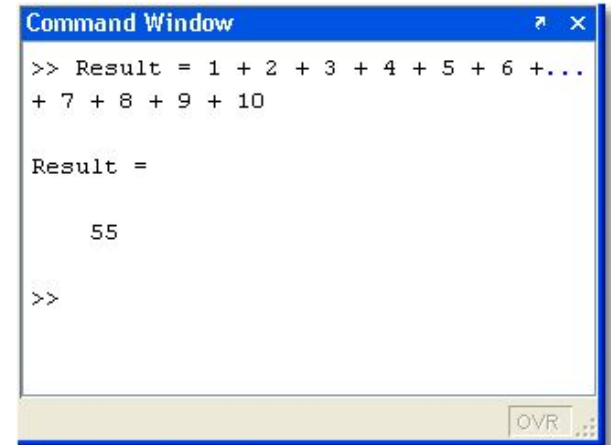 Command Window
>> Result = 1 + 2 + 3 + 4 + 5 + 6 +...
+ 7 + 8 + 9 + 10
Result =
55
>>
OVR